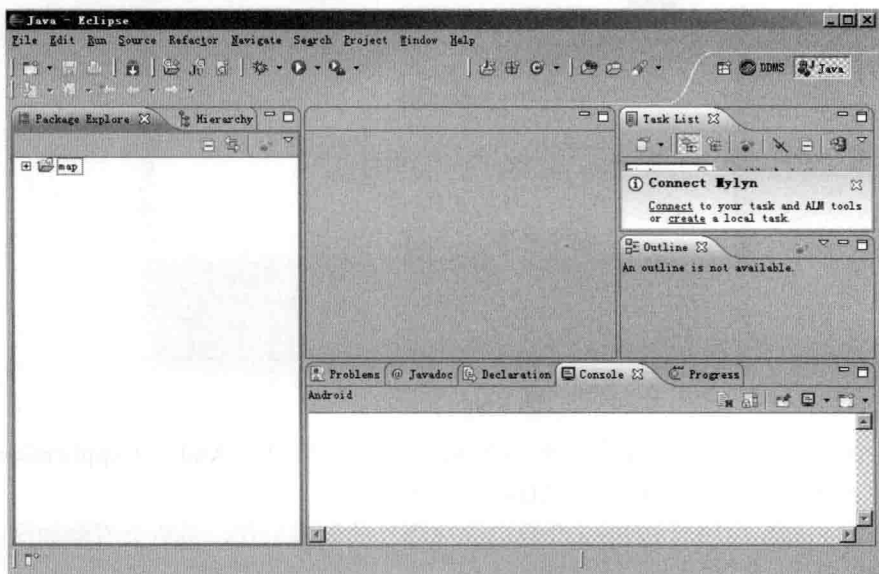 Java - Eclipse
File Edit Run Source Refactor Navigate Search Project Window Help
DDMS Java
Package Explore Hierarchy
map
Task List
Connect Mylyn
Connect to your task and ALM tools
or create a local task.
Outline
An outline is not available.
Problems @ Javadoc Declaration Console Progress
Android